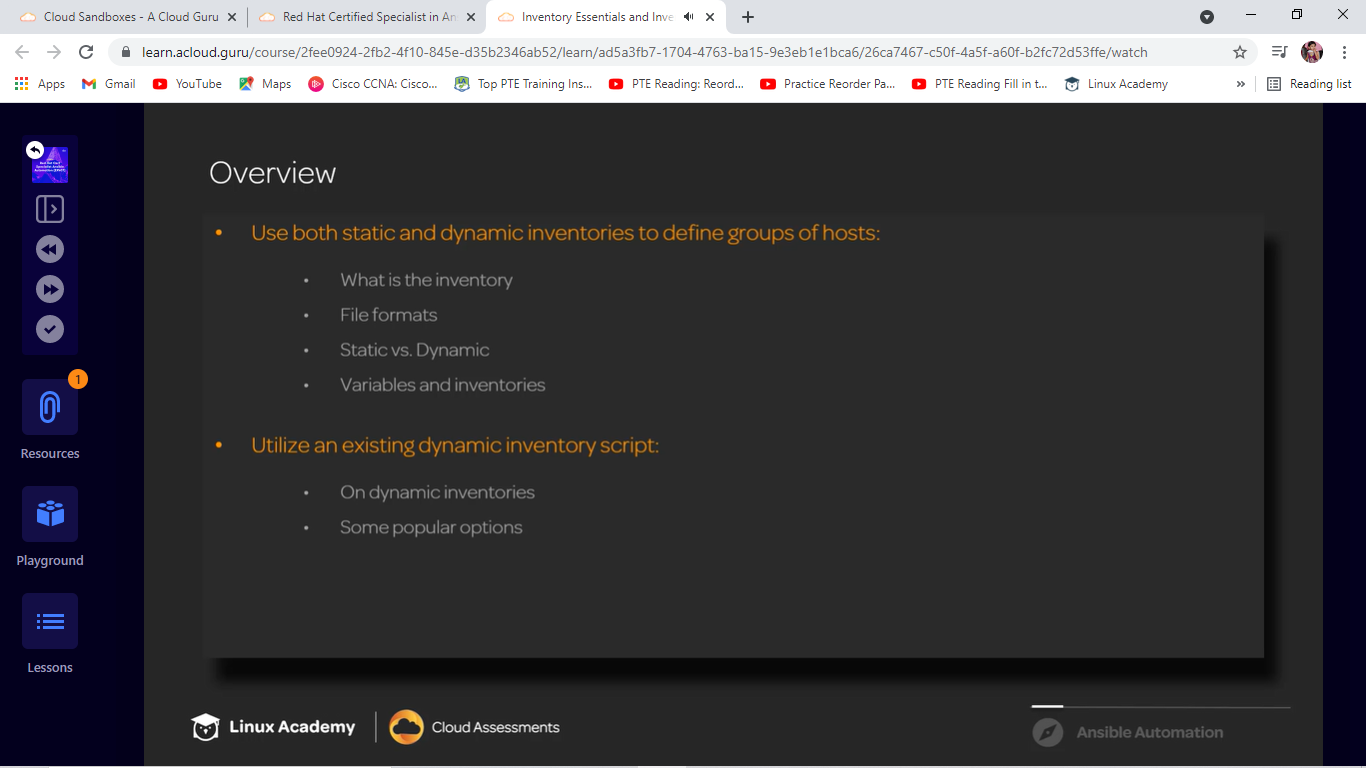 Cloud Sandboxes - A Cloud Guru
Red Hat Certified Specialist in An
Inventory Essentials and Inve
learn.acloud.guru/course/2fee0924-2fb2-4f10-845e-d35b2346ab52/learn/ad5a3fb7-1704-4763-ba15-9e3eb1e1bca6/26ca7467-c50f-4a5f-a60f-b2fc72d53ffe/watch
Apps
Gmail
YouTube
Maps
Cisco CCNA: Cisco...
Top PTE Training Ins...
PTE Reading: Reord...
Practice Reorder Pa...
PTE Reading Fill in t...
Linux Academy
»
Reading list
1
Resources
Playground
Lessons
Overview
• Use both static and dynamic inventories to define groups of hosts:
• What is the inventory
• File formats
• Static vs. Dynamic
• Variables and inventories
• Utilize an existing dynamic inventory script:
• On dynamic inventories
• Some popular options
Linux Academy
Cloud Assessments
Ansible Automation